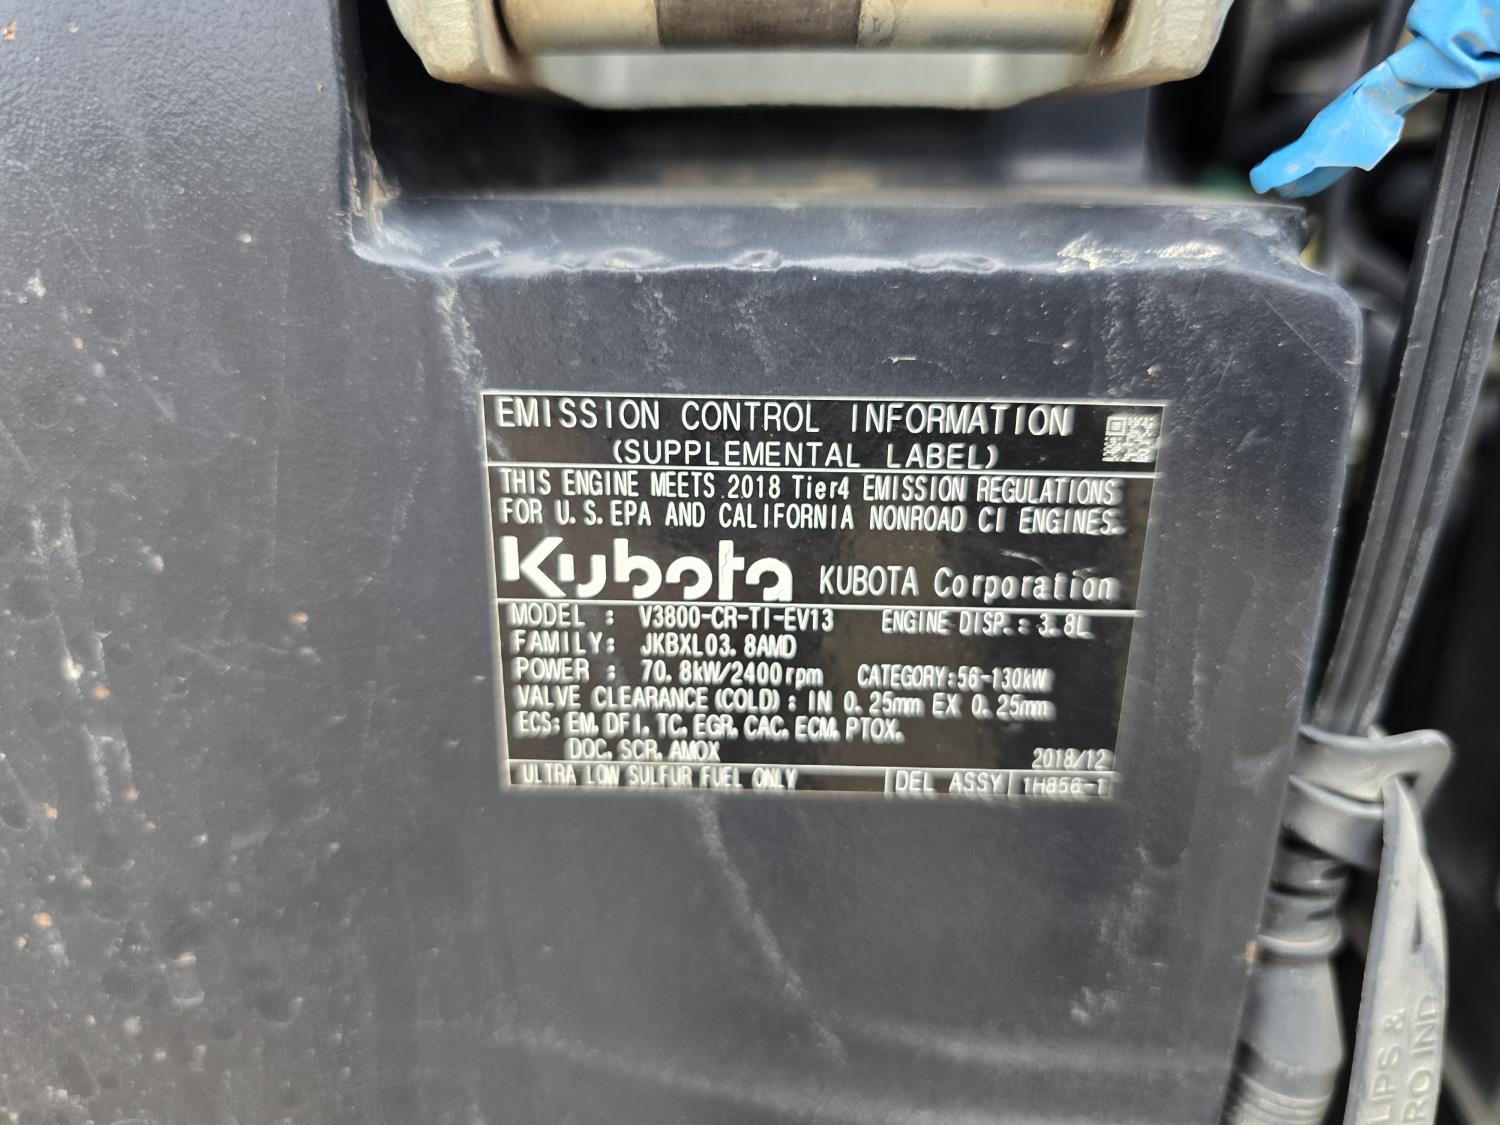 EMISSION CONTROL INFORMATION
(SUPPLEMENTAL LABEL)
THIS ENGINE MEETS 2018 Tier4 EMISSION REGULATIONS
FOR U.S.EPA AND CALIFORNIA NONROAD CI ENGINES.
Kubota KUBOTA Corporation
MODEL : V3800-CR-TI-EV13 ENGINE DISP.: 3.8L
FAMILY: JKBXL03.8AMD
POWER : 70.8kW/2400rpm CATEGORY:56-130kW
VALVE CLEARANCE(COLD): IN 0.25mm EX 0.25mm
ECS: EM, DFI, TC, EGR, CAC, ECM, PTOX,
DOC, SCR, AMOX 2018/12
ULTRA LOW SULFUR FUEL ONLY DEL ASSY 1H856-1
LIPS &
RO IND